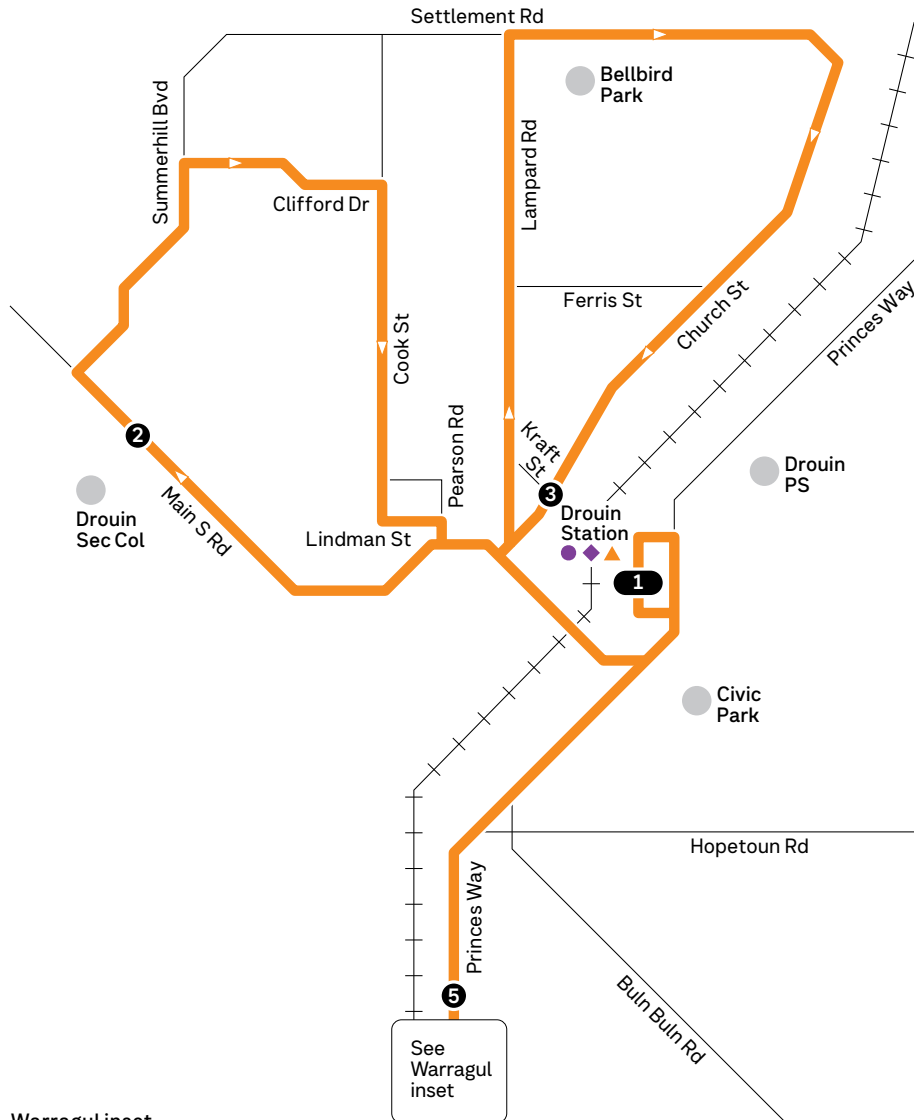 Settlement Rd
Bellbird
Park
Summerhill Bvd
Lampard Rd
Clifford Dr
Ferris St
Church St
Princes Way
Cook St
Pearson Rd
Kraft
St
2
3
Drouin
Sec Col
Main S Rd
Lindman St
Drouin
Station
Drouin
PS
1
Civic
Park
Hopetoun Rd
Princes Way
5
Buln Buln Rd
See
Warragul
inset
Warragul inset